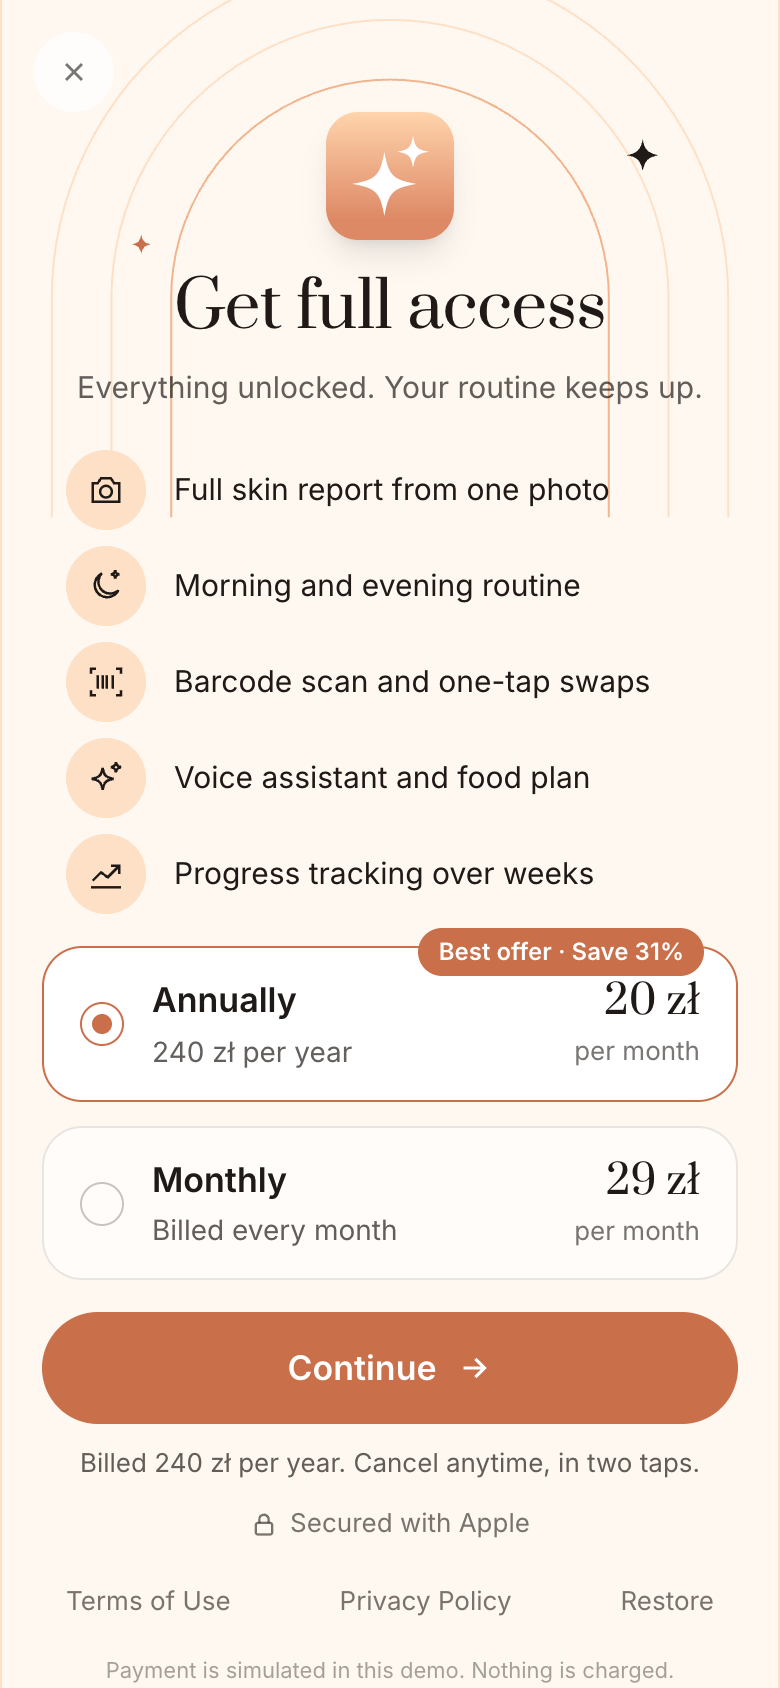 Get full access
Everything unlocked. Your routine keeps up.
Full skin report from one photo
Morning and evening routine
Barcode scan and one-tap swaps
Voice assistant and food plan
Progress tracking over weeks
Best offer · Save 31%
Annually
20 zł
240 zł per year
per month
Monthly
29 zł
Billed every month
per month
Continue →
Billed 240 zł per year. Cancel anytime, in two taps.
Secured with Apple
Terms of Use
Privacy Policy
Restore
Payment is simulated in this demo. Nothing is charged.